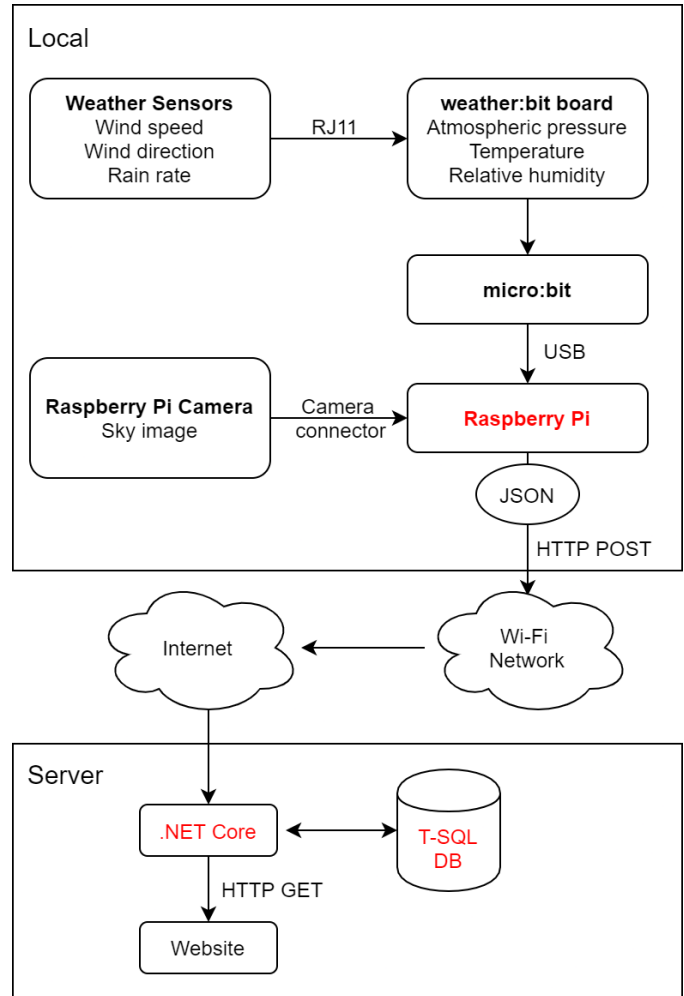 Local
Weather Sensors
Wind speed
Wind direction
Rain rate
RJ11
weather:bit board
Atmospheric pressure
Temperature
Relative humidity
micro:bit
USB
Raspberry Pi Camera
Sky image
Camera
connector
Raspberry Pi
JSON
HTTP POST
Internet
Wi-Fi
Network
Server
.NET Core
T-SQL
DB
HTTP GET
Website